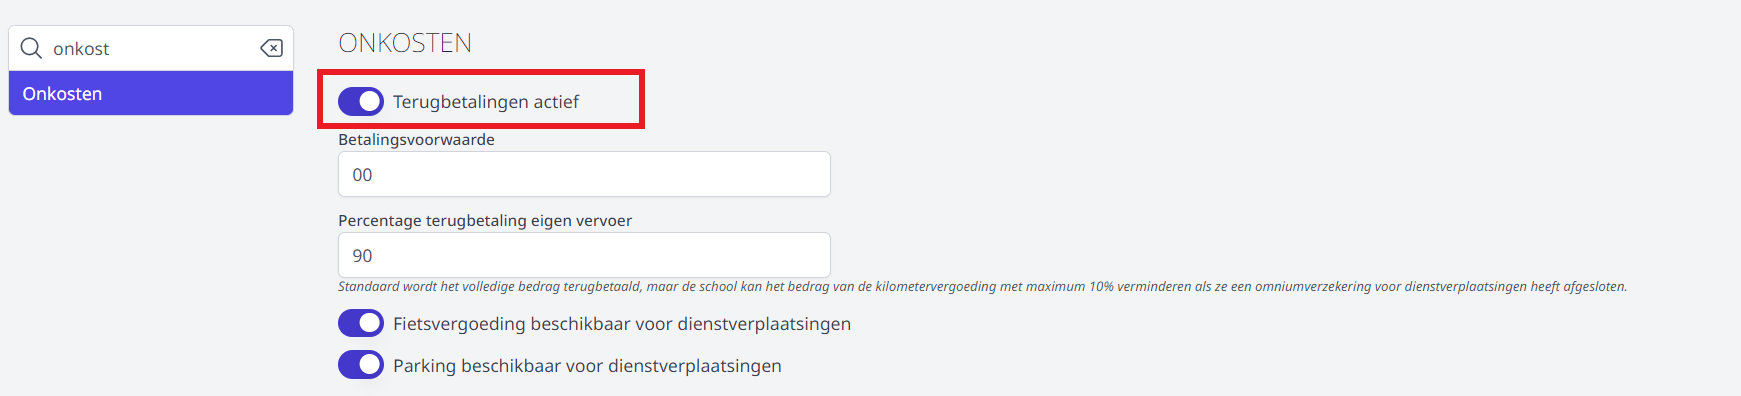 onkost
Onkosten
ONKOSTEN
Terugbetalingen actief
Betalingsvoorwaarde
00
Percentage terugbetaling eigen vervoer
90
Standaard wordt het volledige bedrag terugbetaald, maar de school kan het bedrag van de kilometervergoeding met maximum 10% verminderen als ze een omniumverzekering voor dienstverplaatsingen heeft afgesloten.
Fietsvergoeding beschikbaar voor dienstverplaatsingen
Parking beschikbaar voor dienstverplaatsingen